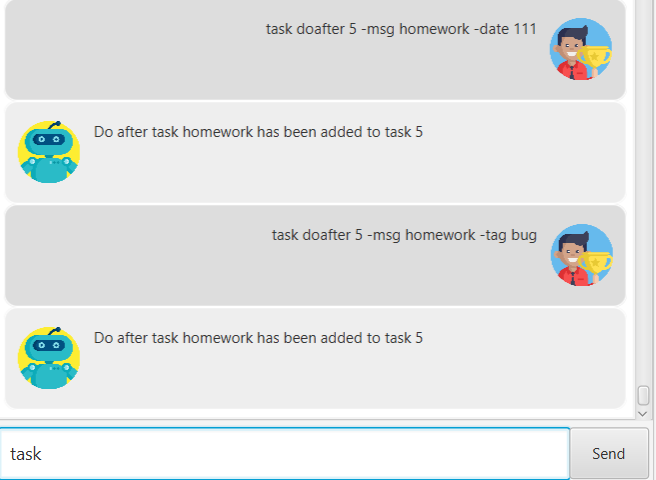 task doafter 5 -msg homework -date 111
Do after task homework has been added to task 5
task doafter 5 -msg homework -tag bug
Do after task homework has been added to task 5
task
Send